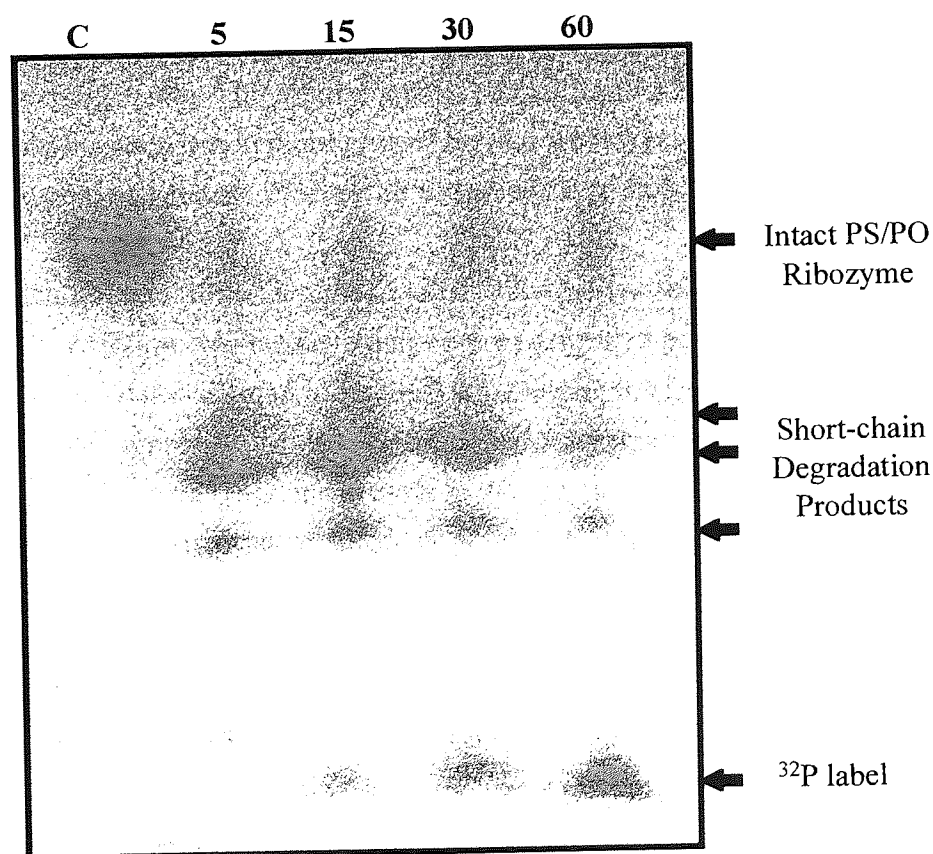 C 5 15 30 60
Intact PS/PO
Ribozyme
Short-chain
Degradation
Products
³²P label